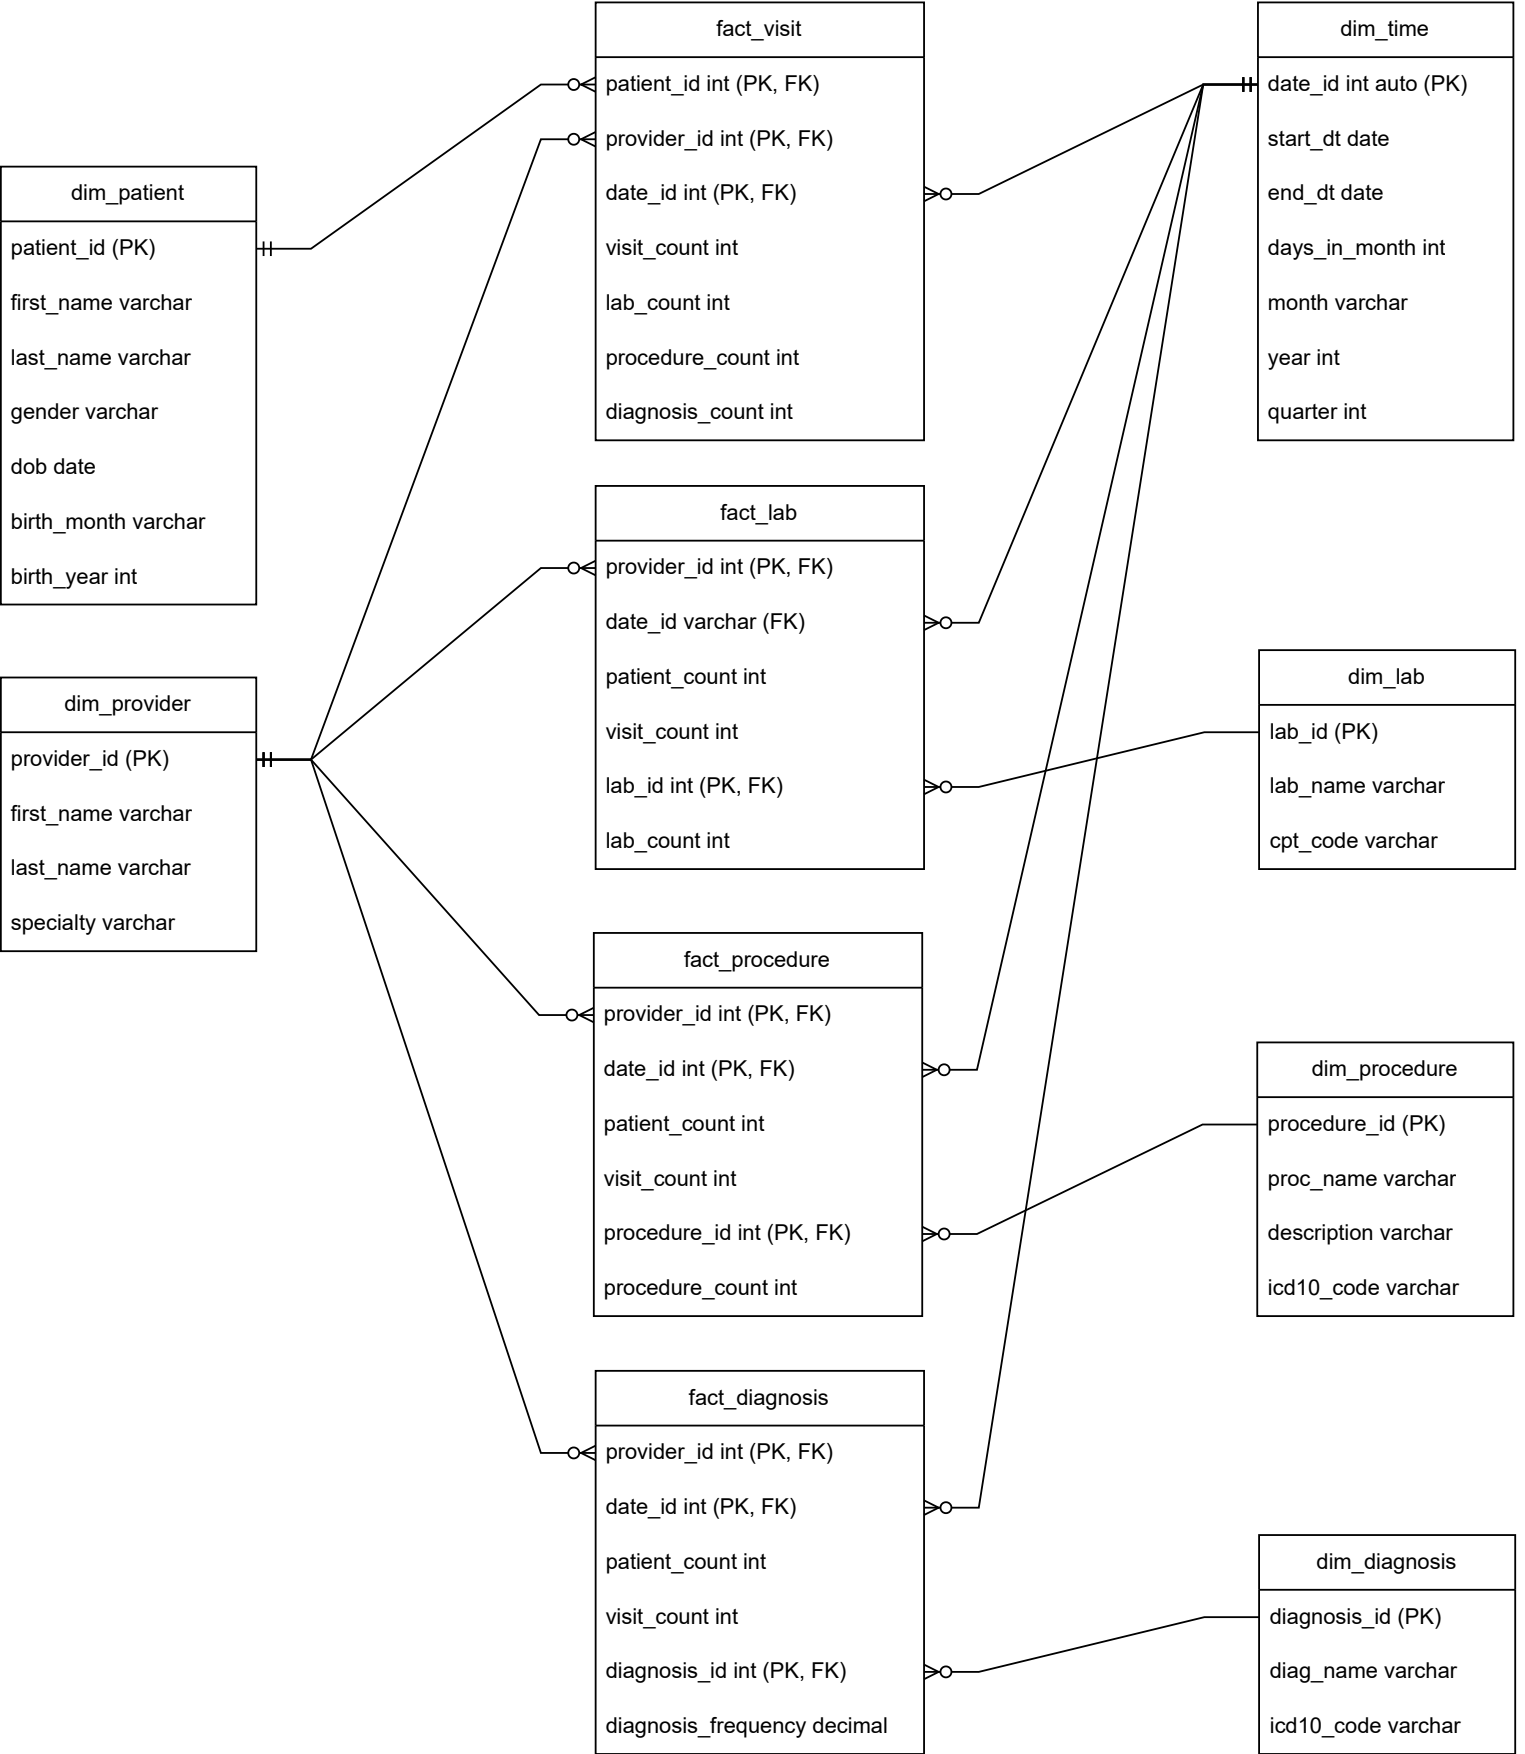 fact_visit
patient_id int (PK, FK)
provider_id int (PK, FK)
date_id int (PK, FK)
visit_count int
lab_count int
procedure_count int
diagnosis_count int
dim_time
date_id int auto (PK)
start_dt date
end_dt date
days_in_month int
month varchar
year int
quarter int
dim_patient
patient_id (PK)
first_name varchar
last_name varchar
gender varchar
dob date
birth_month varchar
birth_year int
fact_lab
provider_id int (PK, FK)
date_id varchar (FK)
patient_count int
visit_count int
lab_id int (PK, FK)
lab_count int
dim_lab
lab_id (PK)
lab_name varchar
cpt_code varchar
dim_provider
provider_id (PK)
first_name varchar
last_name varchar
specialty varchar
fact_procedure
provider_id int (PK, FK)
date_id int (PK, FK)
patient_count int
visit_count int
procedure_id int (PK, FK)
procedure_count int
dim_procedure
procedure_id (PK)
proc_name varchar
description varchar
icd10_code varchar
fact_diagnosis
provider_id int (PK, FK)
date_id int (PK, FK)
patient_count int
visit_count int
diagnosis_id int (PK, FK)
diagnosis_frequency decimal
dim_diagnosis
diagnosis_id (PK)
diag_name varchar
icd10_code varchar